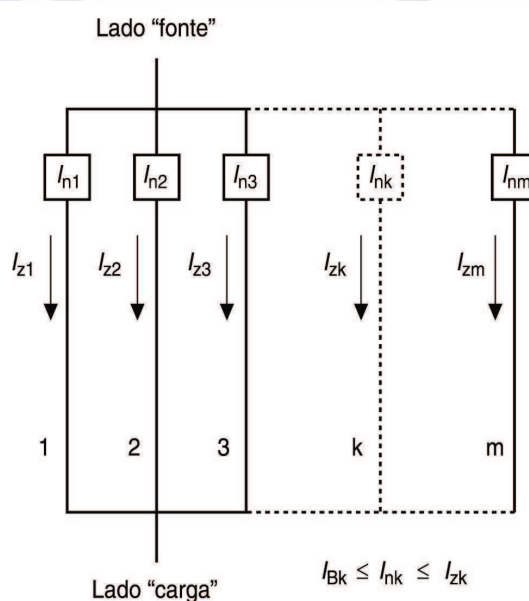 Lado “fonte”
In1 In2 In3 Ink Inm
Iz1 Iz2 Iz3 Izk Izm
1 2 3 k m
IBk ≤ Ink ≤ Izk
Lado “carga”